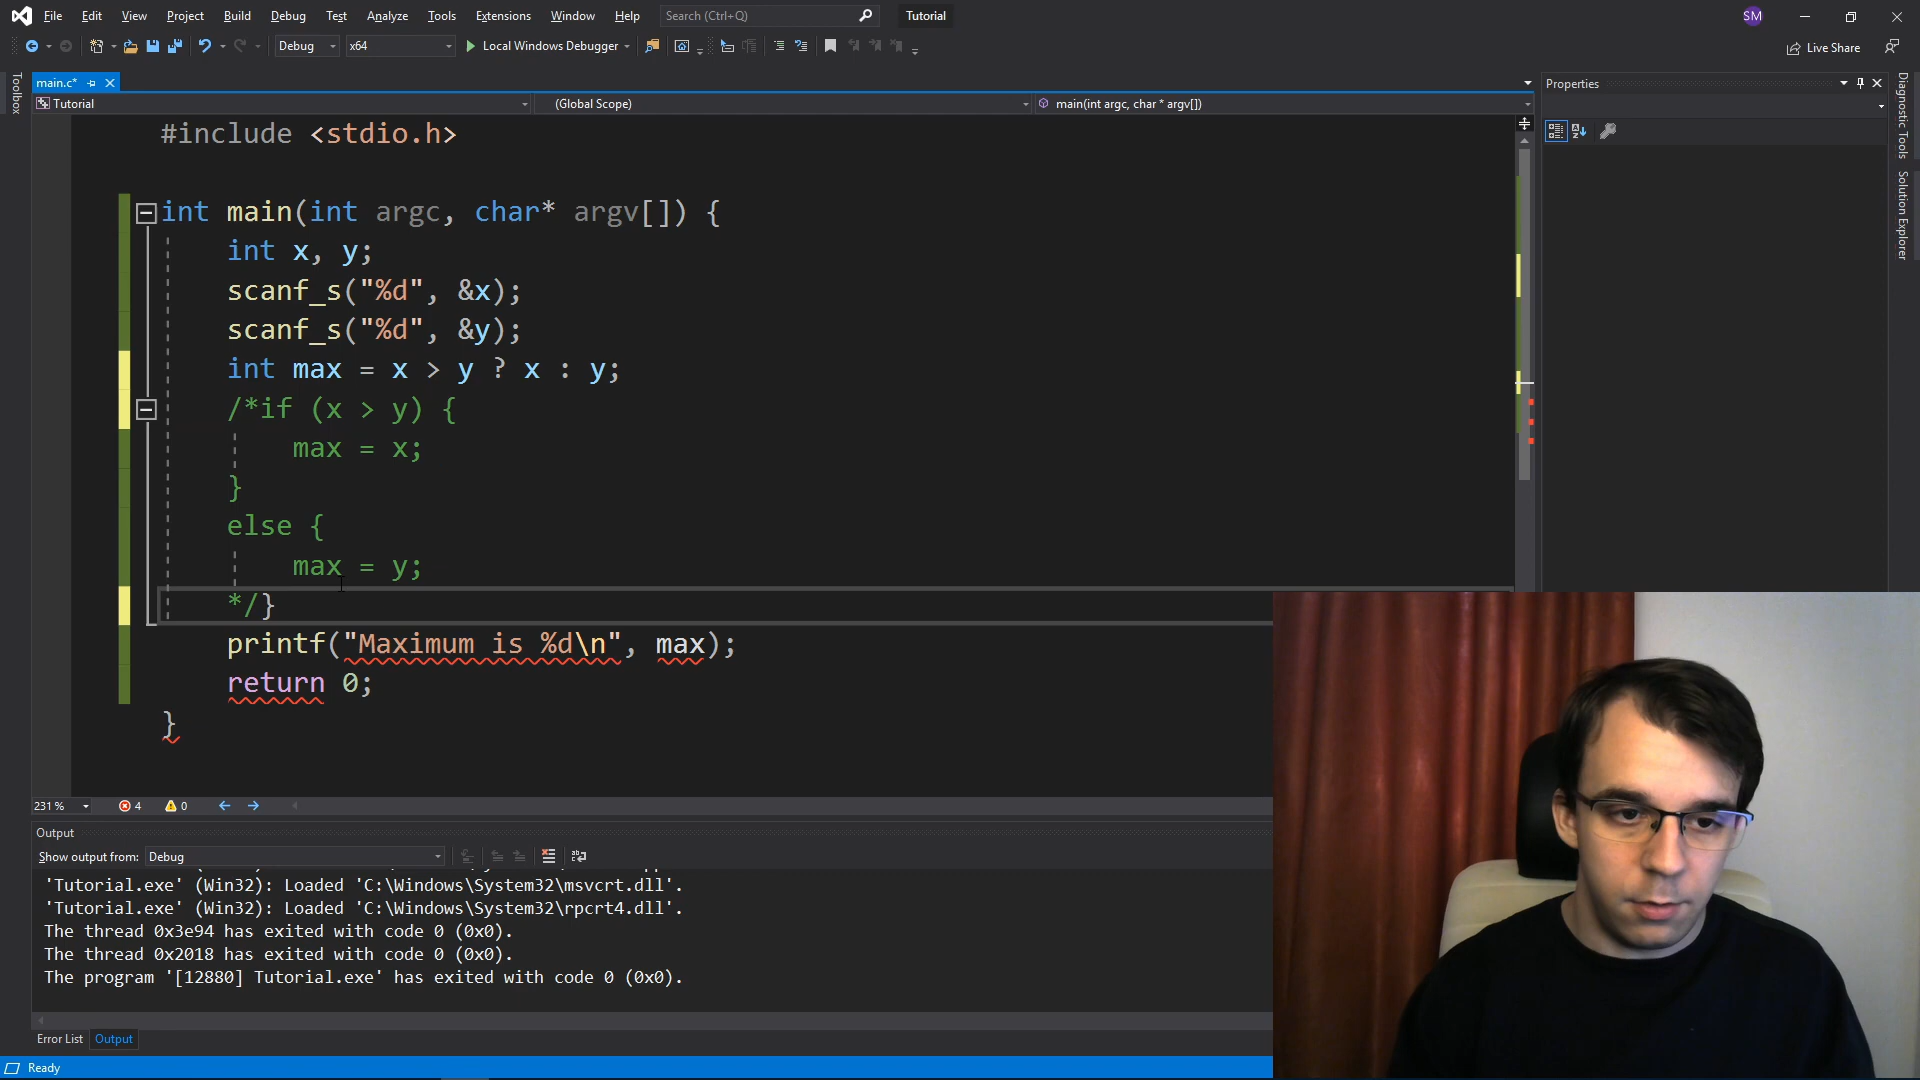 File Edit View Project Build Debug Test Analyze Tools Extensions Window Help Search (Ctrl+Q) Tutorial SM
Debug x64 Local Windows Debugger Live Share
Toolbox
main.c*
Tutorial (Global Scope) main(int argc, char * argv[])
#include <stdio.h>
int main(int argc, char* argv[]) {
int x, y;
scanf_s("%d", &x);
scanf_s("%d", &y);
int max = x > y ? x : y;
/*if (x > y) {
max = x;
}
else {
max = y;
*/}
printf("Maximum is %d\n", max);
return 0;
}
231 % 4 0
Output
Show output from: Debug
'Tutorial.exe' (Win32): Loaded 'C:\Windows\System32\msvcrt.dll'.
'Tutorial.exe' (Win32): Loaded 'C:\Windows\System32\rpcrt4.dll'.
The thread 0x3e94 has exited with code 0 (0x0).
The thread 0x2018 has exited with code 0 (0x0).
The program '[12880] Tutorial.exe' has exited with code 0 (0x0).
Error List Output
Ready
Properties
Diagnostic Tools
Solution Explorer